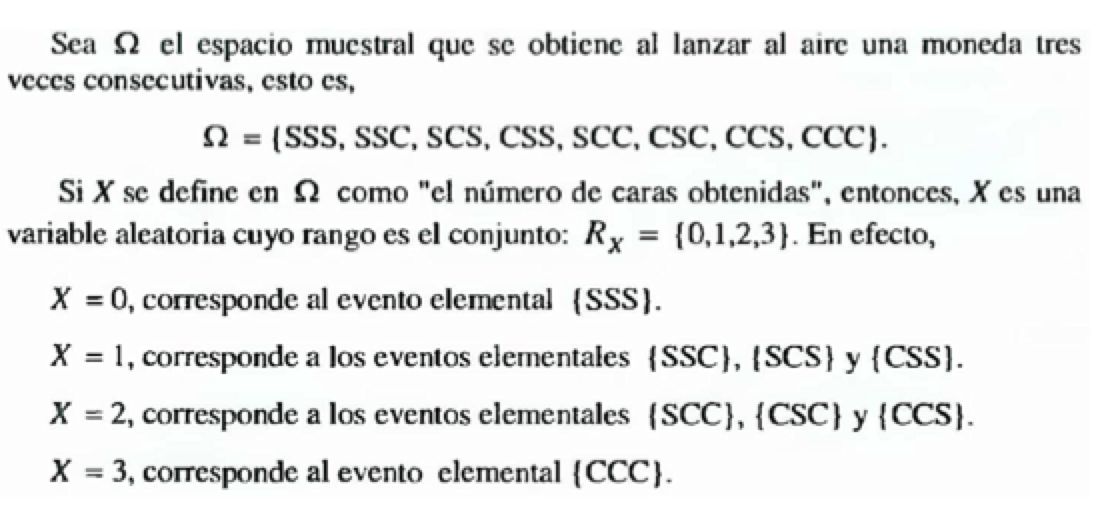 Sea Ω el espacio muestral que se obtiene al lanzar al aire una moneda tres
veces consecutivas, esto es,
Ω = {SSS, SSC, SCS, CSS, SCC, CSC, CCS, CCC}.
Si X se define en Ω como "el número de caras obtenidas", entonces, X es una
variable aleatoria cuyo rango es el conjunto: R_X = {0,1,2,3}. En efecto,
X = 0, corresponde al evento elemental {SSS}.
X = 1, corresponde a los eventos elementales {SSC}, {SCS} y {CSS}.
X = 2, corresponde a los eventos elementales {SCC}, {CSC} y {CCS}.
X = 3, corresponde al evento elemental {CCC}.